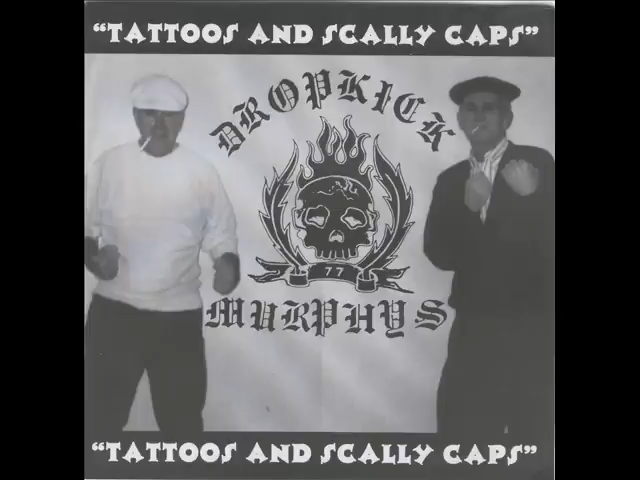 "TATTOOS AND SCALLY CAPS"
DROPKICK
77
MURPHYS
"TATTOOS AND SCALLY CAPS"